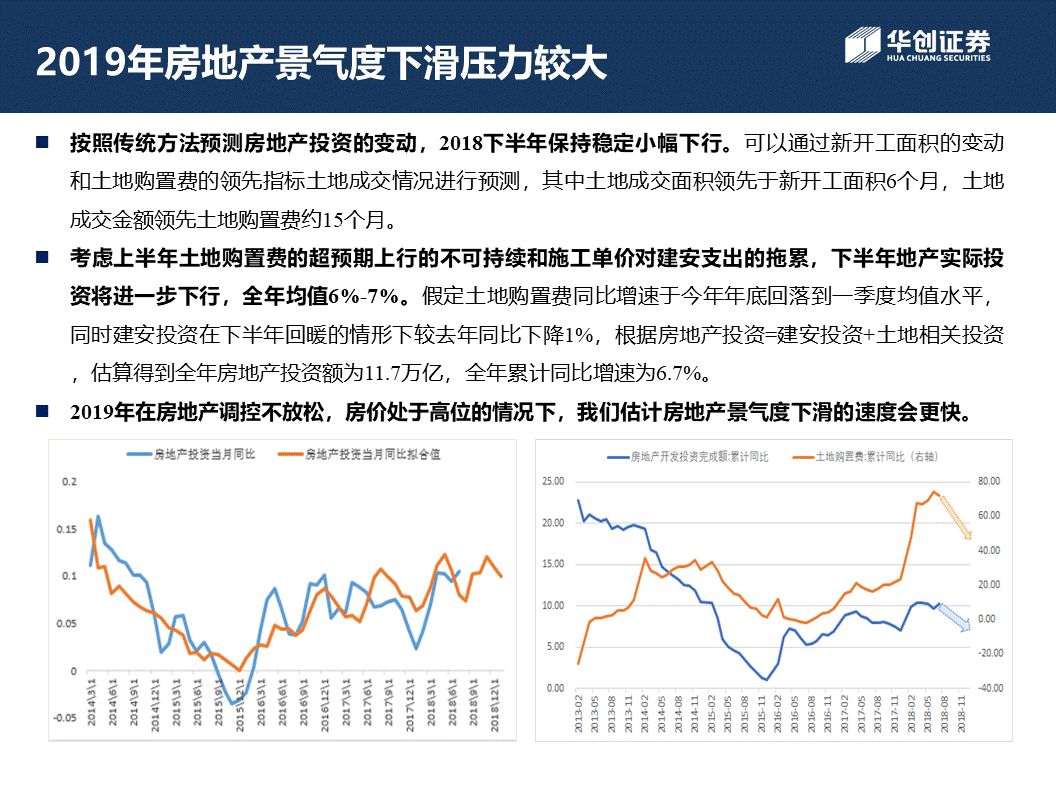 2019年房地产景气度下滑压力较大
华创证券
HUA CHUANG SECURITIES
按照传统方法预测房地产投资的变动，2018下半年保持稳定小幅下行。可以通过新开工面积的变动
和土地购置费的领先指标土地成交情况进行预测，其中土地成交面积领先于新开工面积6个月，土地
成交金额领先土地购置费约15个月。
考虑上半年土地购置费的超预期上行的不可持续和施工单价对建安支出的拖累，下半年地产实际投
资将进一步下行，全年均值6%-7%。假定土地购置费同比增速于今年年底回落到一季度均值水平，
同时建安投资在下半年回暖的情形下较去年同比下降1%，根据房地产投资=建安投资+土地相关投资
，估算得到全年房地产投资额为11.7万亿，全年累计同比增速为6.7%。
2019年在房地产调控不放松，房价处于高位的情况下，我们估计房地产景气度下滑的速度会更快。
房地产投资当月同比 房地产投资当月同比拟合值
0.2
0.15
0.1
0.05
0
-0.05
2014\3\1 2014\6\1 2014\9\1 2014\12\1 2015\3\1 2015\6\1 2015\9\1 2015\12\1 2016\3\1 2016\6\1 2016\9\1 2016\12\1 2017\3\1 2017\6\1 2017\9\1 2017\12\1 2018\3\1 2018\6\1 2018\9\1 2018\12\1
房地产开发投资完成额:累计同比 土地购置费:累计同比（右轴）
25.00 80.00
20.00 60.00
15.00 40.00
10.00 20.00
5.00 0.00
0.00 -20.00
-40.00
2013-02 2013-05 2013-08 2013-11 2014-02 2014-05 2014-08 2014-11 2015-02 2015-05 2015-08 2015-11 2016-02 2016-05 2016-08 2016-11 2017-02 2017-05 2017-08 2017-11 2018-02 2018-05 2018-08 2018-11